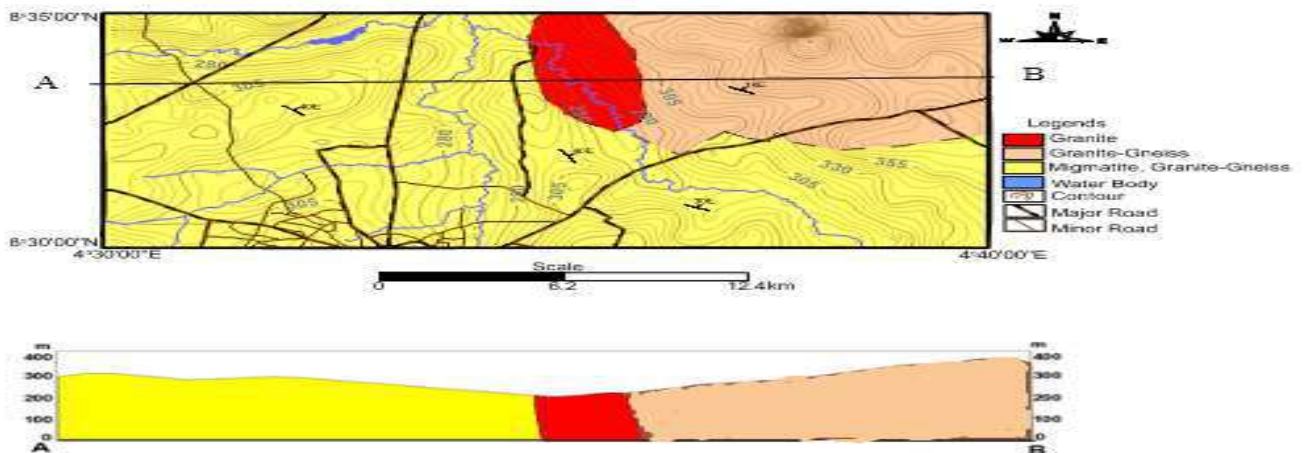 8°35'00"N
N
W E
A
B
280
305
305
280
280
280
305
305
305
330
355
Legends
Granite
Granite-Gneiss
Migmatite, Granite-Gneiss
Water Body
Contour
Major Road
Minor Road
8°30'00"N
4°30'00"E
4°40'00"E
Scale
0 6.2 12.4km
m m
400 400
300 300
200 200
100 100
0 0
A B